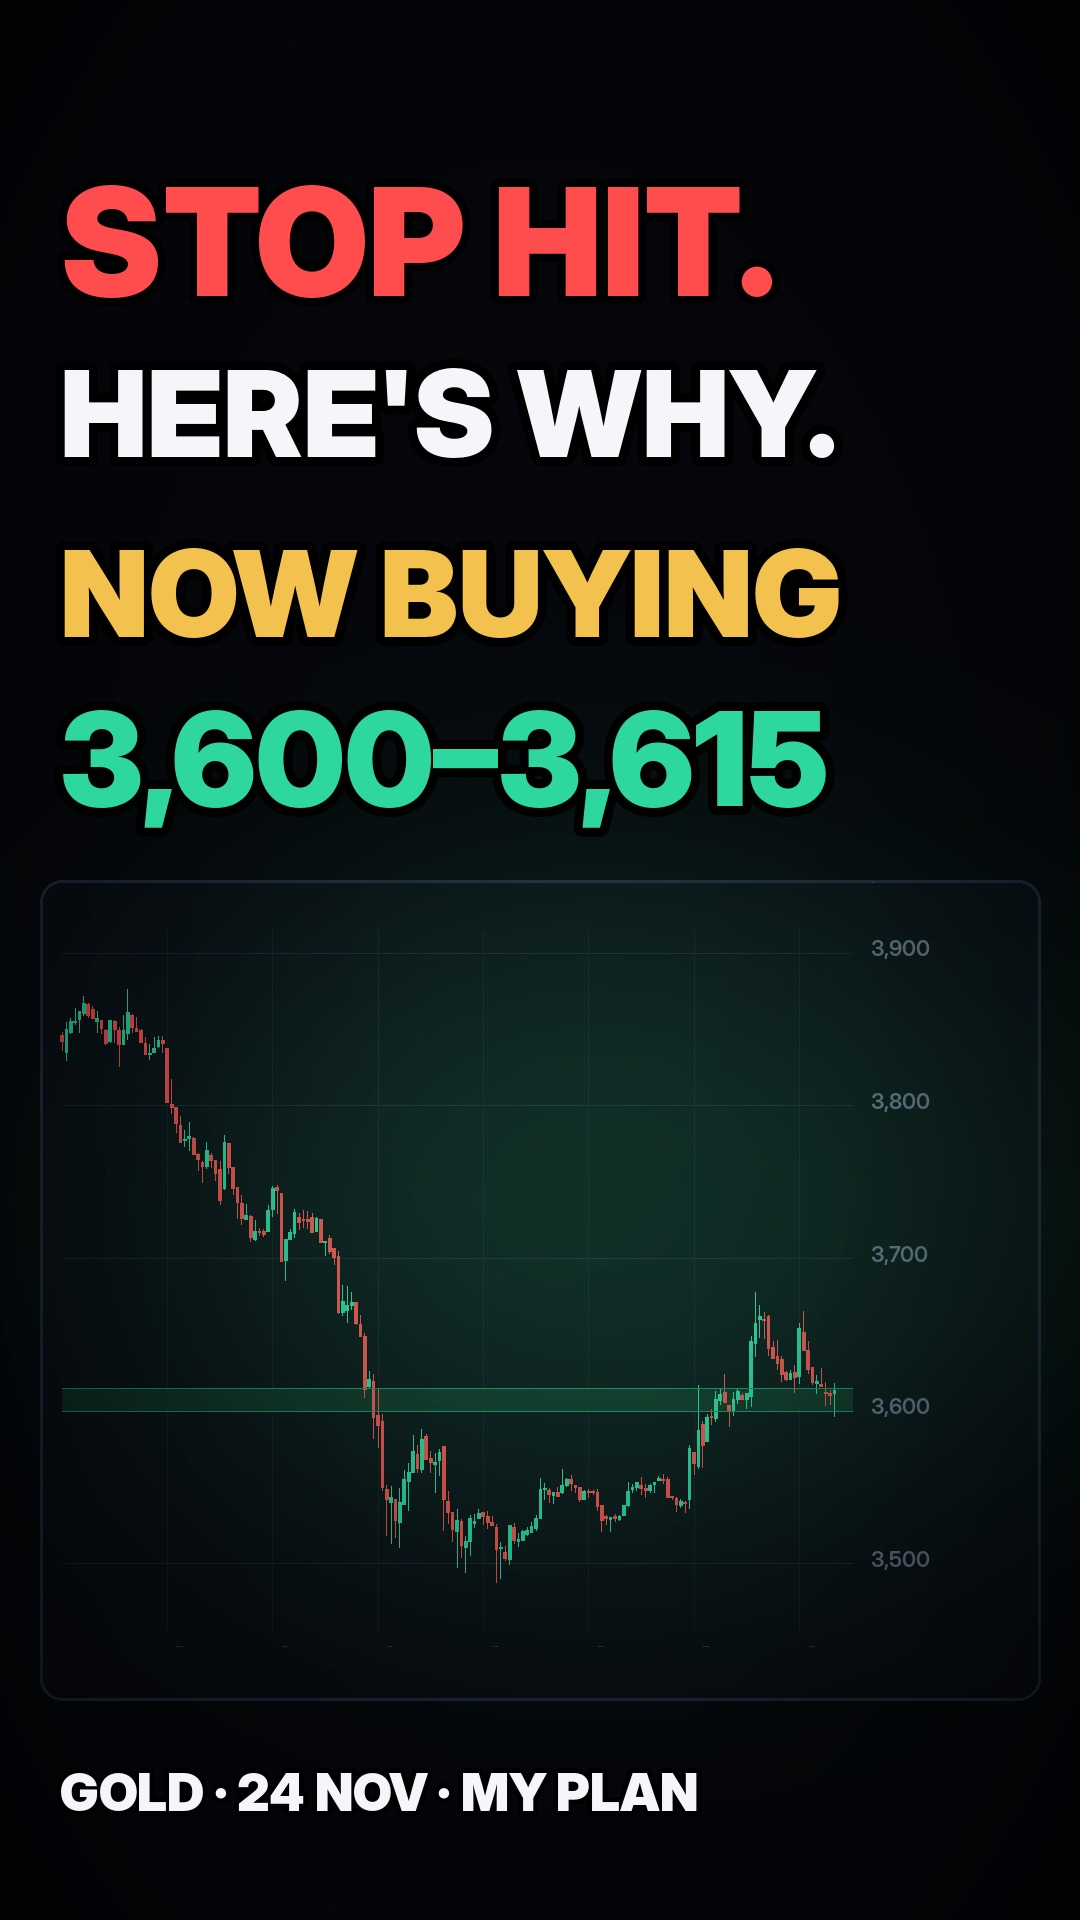 STOP HIT.
HERE'S WHY.
NOW BUYING
3,600–3,615
3,900
3,800
3,700
3,600
3,500
GOLD · 24 NOV · MY PLAN